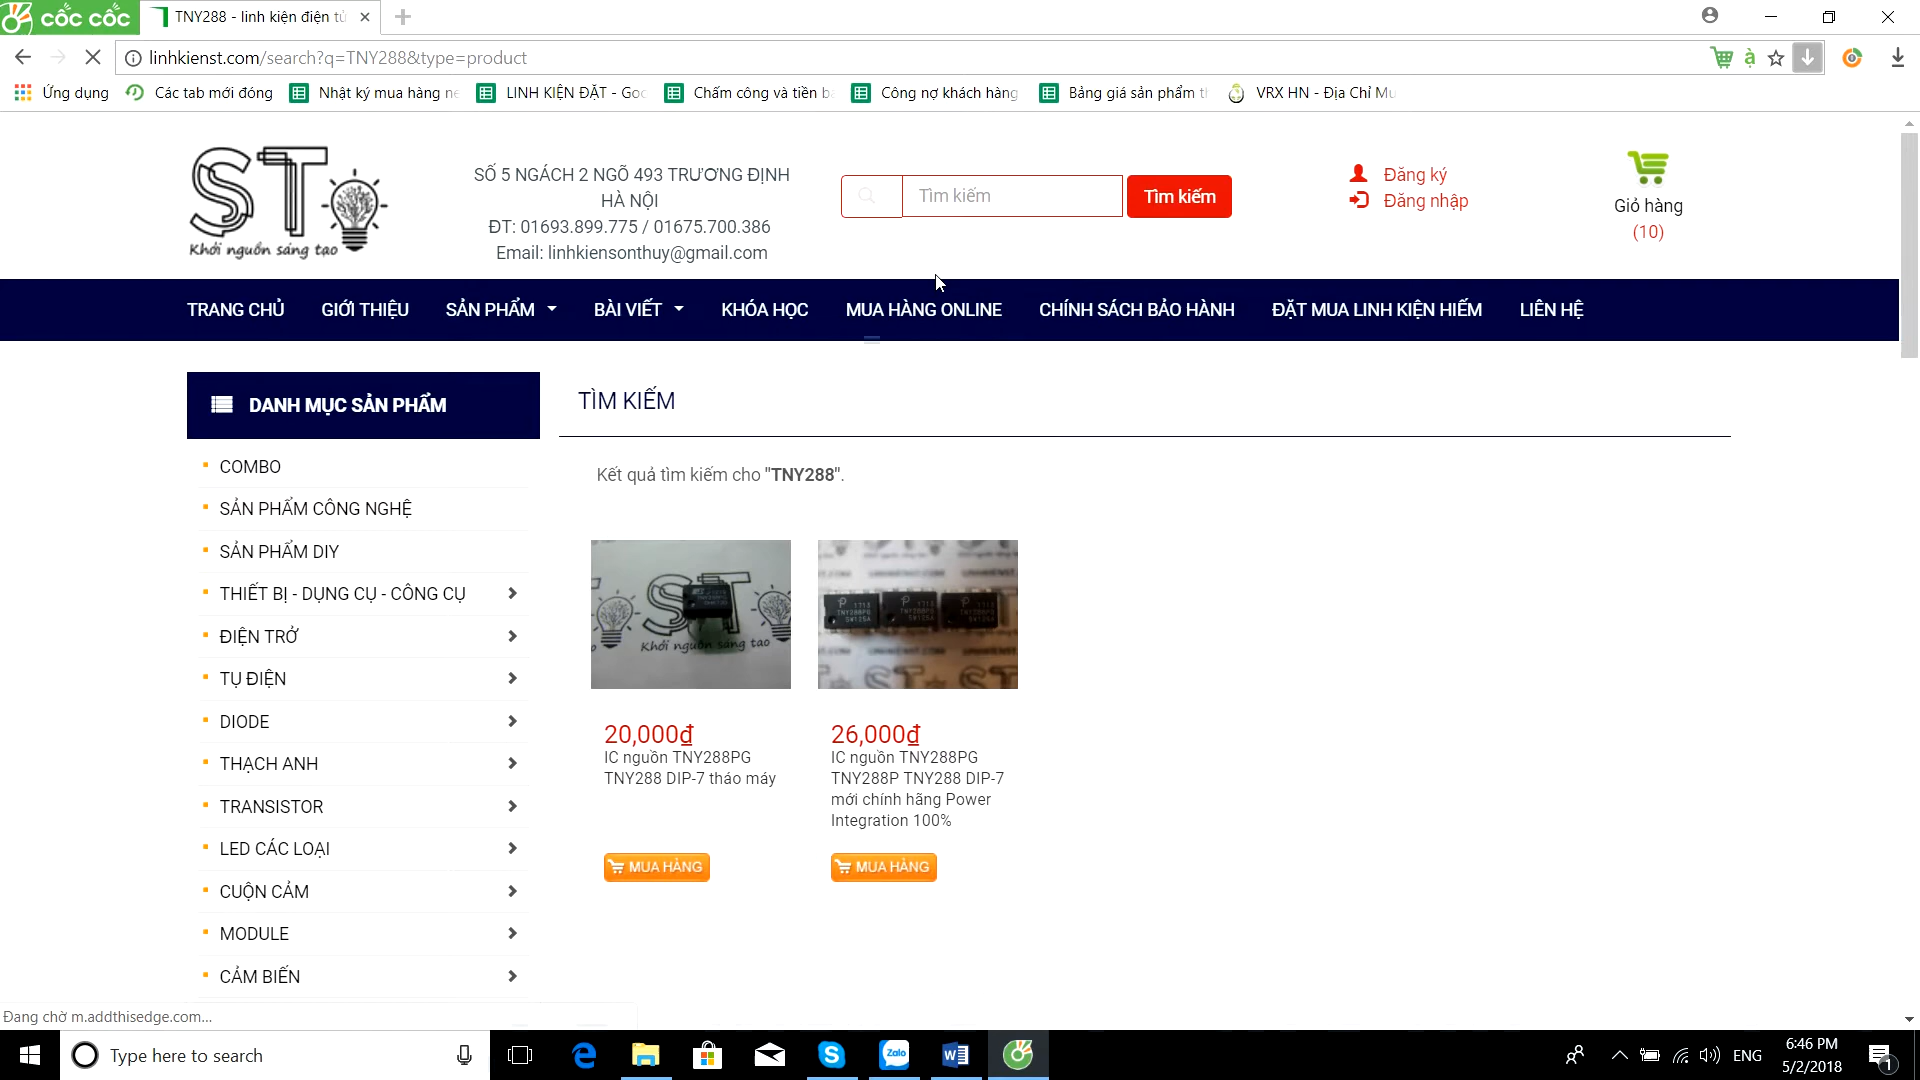 cốc cốc
TNY288 - linh kiện điện tử
linhkienst.com/search?q=TNY288&type=product
Ứng dụng
Các tab mới đóng
Nhật ký mua hàng
LINH KIỆN ĐẶT - Goo
Chấm công và tiền
Công nợ khách hàng
Bảng giá sản phẩm
VRX HN - Địa Chỉ
ST
Khởi nguồn sáng tạo
SỐ 5 NGÁCH 2 NGÕ 493 TRƯƠNG ĐỊNH
HÀ NỘI
ĐT: 01693.899.775 / 01675.700.386
Email: linhkiensonthuy@gmail.com
Tìm kiếm
Tìm kiếm
Đăng ký
Đăng nhập
Giỏ hàng
(10)
TRANG CHỦ
GIỚI THIỆU
SẢN PHẨM
BÀI VIẾT
KHÓA HỌC
MUA HÀNG ONLINE
CHÍNH SÁCH BẢO HÀNH
ĐẶT MUA LINH KIỆN HIẾM
LIÊN HỆ
DANH MỤC SẢN PHẨM
COMBO
SẢN PHẨM CÔNG NGHỆ
SẢN PHẨM DIY
THIẾT BỊ - DỤNG CỤ - CÔNG CỤ
ĐIỆN TRỞ
TỤ ĐIỆN
DIODE
THẠCH ANH
TRANSISTOR
LED CÁC LOẠI
CUỘN CẢM
MODULE
CẢM BIẾN
TÌM KIẾM
Kết quả tìm kiếm cho "TNY288".
ST
Khởi nguồn sáng tạo
20,000₫
IC nguồn TNY288PG
TNY288 DIP-7 tháo máy
MUA HÀNG
26,000₫
IC nguồn TNY288PG
TNY288P TNY288 DIP-7
mới chính hãng Power
Integration 100%
MUA HÀNG
Đang chờ m.addthisedge.com...
Type here to search
Zalo
ENG
6:46 PM
5/2/2018
1